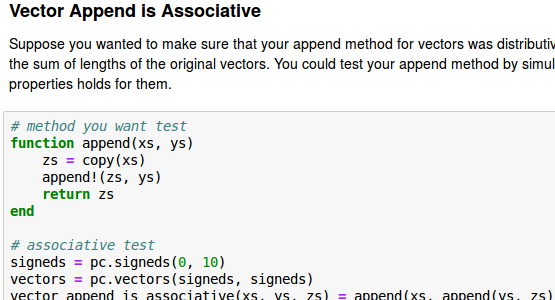 Vector Append is Associative
Suppose you wanted to make sure that your append method for vectors was
the sum of lengths of the original vectors. You could test your append method by
properties holds for them.
# method you want test
function append(xs, ys)
    zs = copy(xs)
    append!(zs, ys)
    return zs
end
# associative test
signeds = pc.signeds(0, 10)
vectors = pc.vectors(signeds, signeds)
vector_append_is_associative(xs, ys, zs) = append(xs, append(ys, zs)